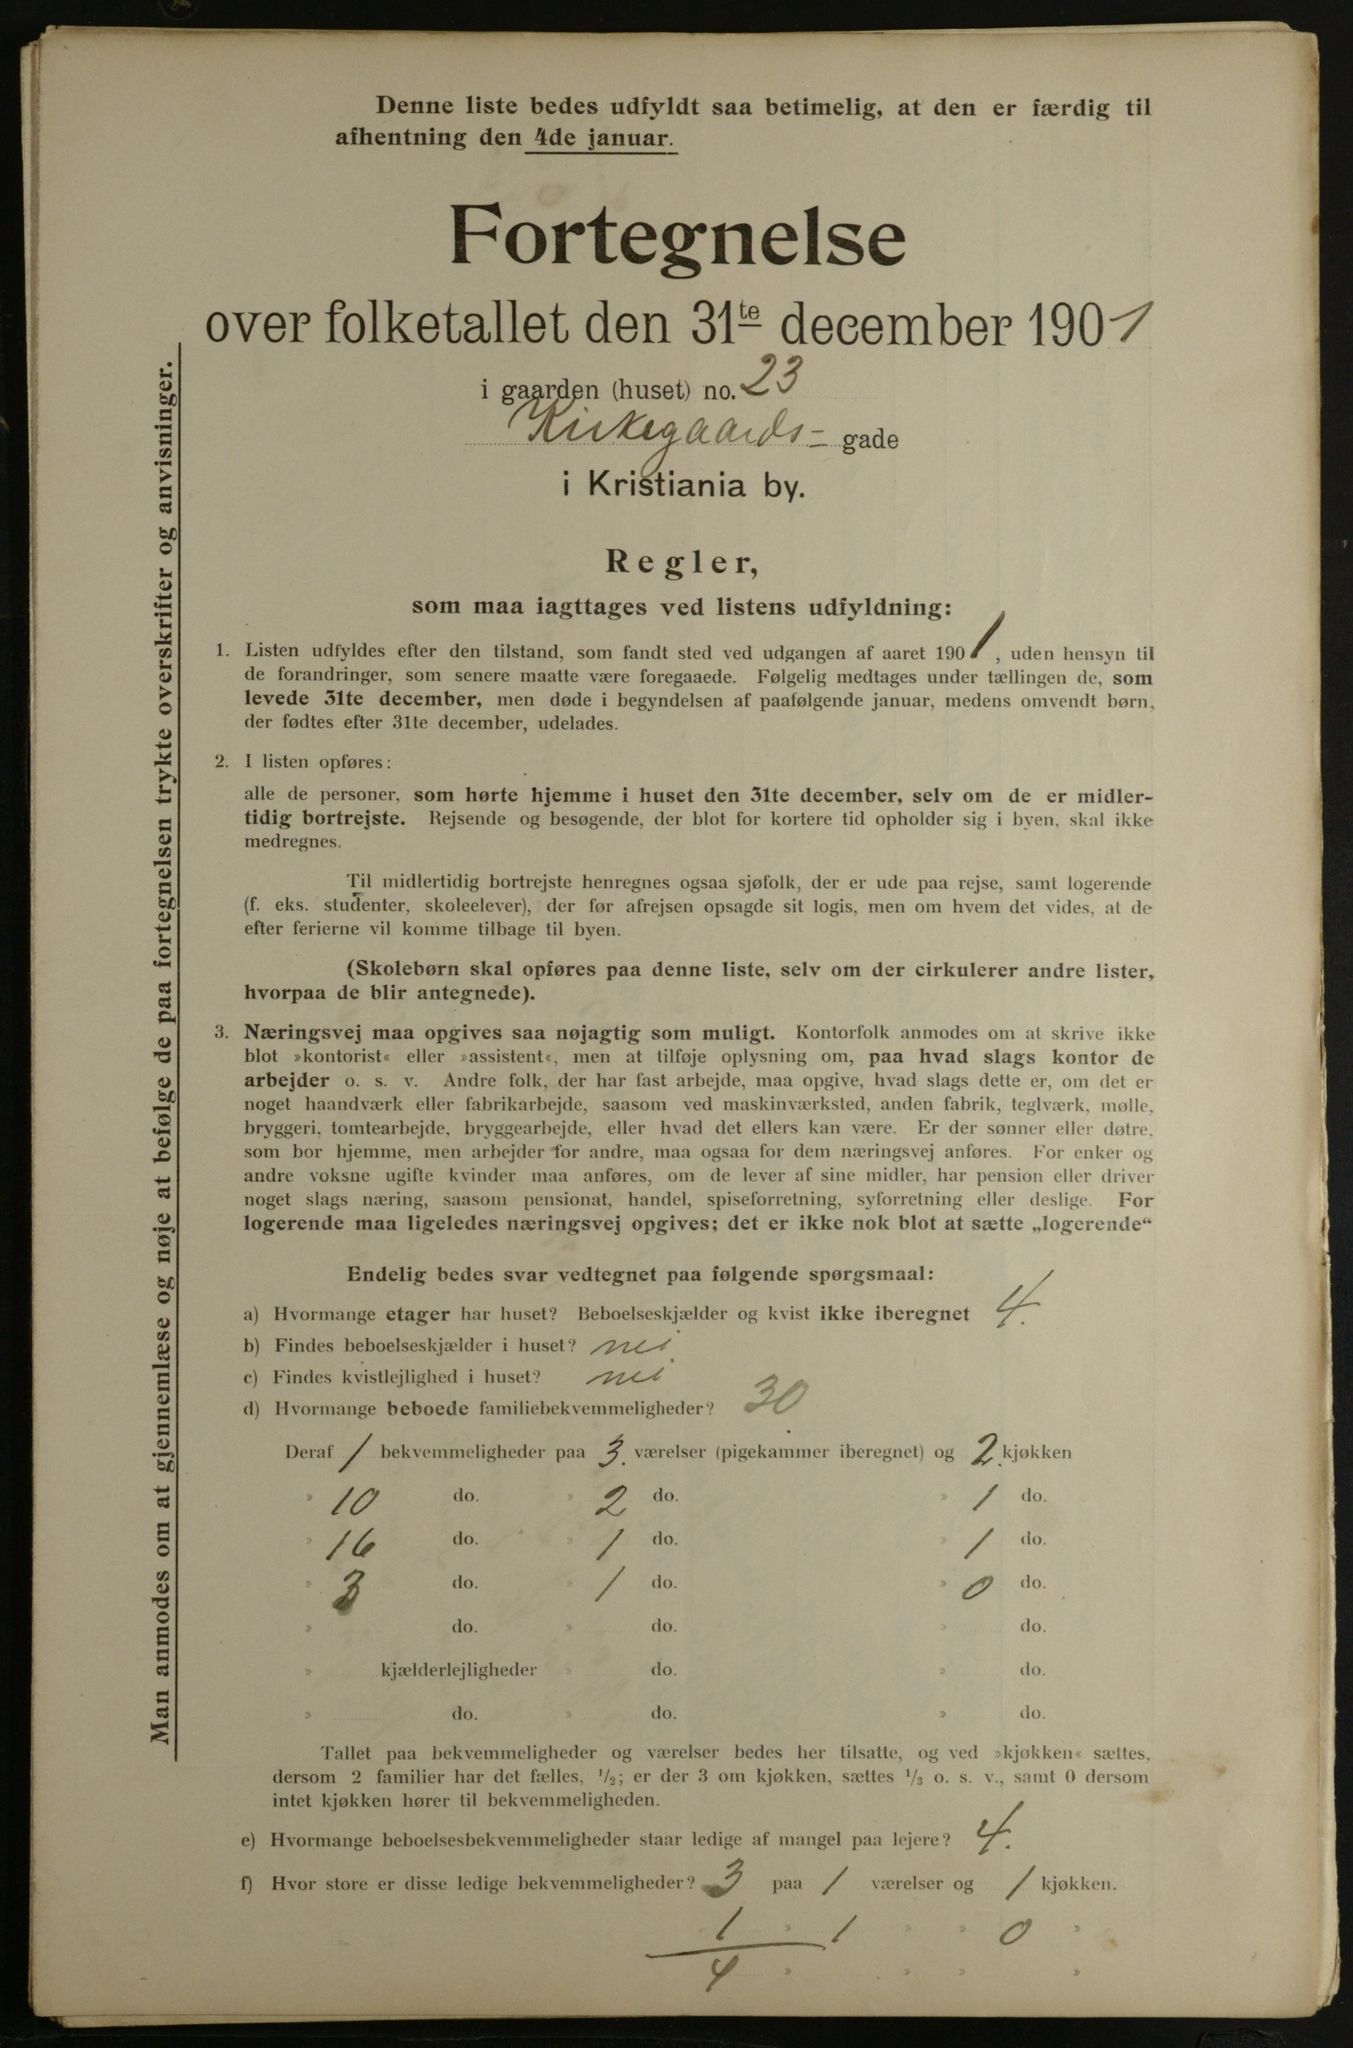 Denne liste bedes udfyldt saa betimelig, at den er færdig til
afhentning den 4de januar.
Fortegnelse
over folketallet den 31te december 1901
i gaarden (huset) no. 23
Kirkegaards- gade
i Kristiania by.
Regler,
som maa iagttages ved listens udfyldning:
1. Listen udfyldes efter den tilstand, som fandt sted ved udgangen af aaret 1901, uden hensyn til
de forandringer, som senere maatte være foregaaede. Følgelig medtages under tællingen de, som
levede 31te december, men døde i begyndelsen af paafølgende januar, medens omvendt børn,
der fødtes efter 31te december, udelades.
2. I listen opføres:
alle de personer, som hørte hjemme i huset den 31te december, selv om de er midler-
tidig bortrejste. Rejsende og besøgende, der blot for kortere tid opholder sig i byen, skal ikke
medregnes.
Til midlertidig bortrejste henregnes ogsaa sjøfolk, der er ude paa rejse, samt logerende
(f. eks. studenter, skoleelever), der før afrejsen opsagde sit logis, men om hvem det vides, at de
efter ferierne vil komme tilbage til byen.
(Skolebørn skal opføres paa denne liste, selv om der cirkulerer andre lister,
hvorpaa de blir antegnede).
3. Næringsvej maa opgives saa nøjagtig som muligt. Kontorfolk anmodes om at skrive ikke
blot »kontorist« eller »assistent«, men at tilføje oplysning om, paa hvad slags kontor de
arbejder o. s. v. Andre folk, der har fast arbejde, maa opgive, hvad slags dette er, om det er
noget haandværk eller fabrikarbejde, saasom ved maskinværksted, anden fabrik, teglværk, mølle,
bryggeri, tomtearbejde, bryggearbejde, eller hvad det ellers kan være. Er der sønner eller døtre,
som bor hjemme, men arbejder for andre, maa ogsaa for dem næringsvej anføres. For enker og
andre voksne ugifte kvinder maa anføres, om de lever af sine midler, har pension eller driver
noget slags næring, saasom pensionat, handel, spiseforretning, syforretning eller deslige. For
logerende maa ligeledes næringsvej opgives; det er ikke nok blot at sætte „logerende“
Endelig bedes svar vedtegnet paa følgende spørgsmaal:
a) Hvormange etager har huset? Beboelseskjælder og kvist ikke iberegnet 4.
b) Findes beboelseskjælder i huset? nei
c) Findes kvistlejlighed i huset? nei
d) Hvormange beboede familiebekvemmeligheder? 30
Deraf 1 bekvemmeligheder paa 3. værelser (pigekammer iberegnet) og 2. kjøkken
» 10 do. » 2 do. » 1 do.
» 16 do. » 1 do. » 1 do.
» 3 do. » 1 do. » 0 do.
» do. » do. » do.
» kjælderlejligheder » do. » do.
» do. » do. » do.
Tallet paa bekvemmeligheder og værelser bedes her tilsatte, og ved »kjøkken« sættes,
dersom 2 familier har det fælles, 1/2; er der 3 om kjøkken, sættes 1/3 o. s. v., samt 0 dersom
intet kjøkken hører til bekvemmeligheden.
e) Hvormange beboelsesbekvemmeligheder staar ledige af mangel paa lejere? 4.
f) Hvor store er disse ledige bekvemmeligheder? 3 paa 1 værelser og 1 kjøkken.
1 » 1 » » 0 »
4 » » » »
Man anmodes om at gjennemlæse og nøje at befølge de paa fortegnelsen trykte overskrifter og anvisninger.